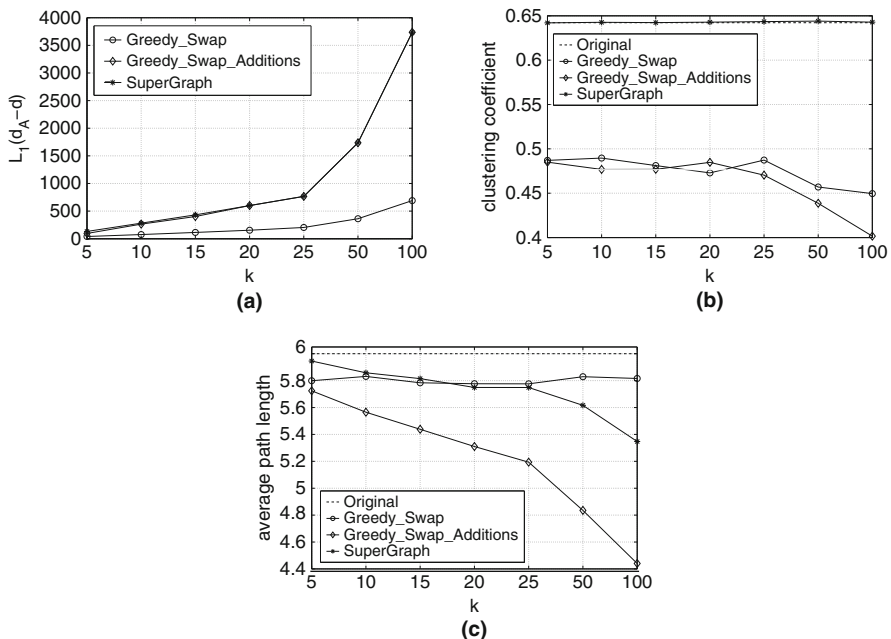 4000
3500
3000
2500
2000
1500
1000
500
0
L1(dA−d)
Greedy_Swap
Greedy_Swap_Additions
SuperGraph
5 10 15 20 25 50 100
k
(a)
0.65
0.6
0.55
0.5
0.45
0.4
clustering coefficient
Original
Greedy_Swap
Greedy_Swap_Additions
SuperGraph
5 10 15 20 25 50 100
k
(b)
6
5.8
5.6
5.4
5.2
5
4.8
4.6
4.4
average path length
Original
Greedy_Swap
Greedy_Swap_Additions
SuperGraph
5 10 15 20 25 50 100
k
(c)